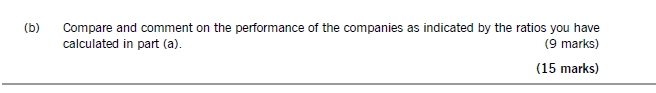 (b) Compare and comment on the performance of the companies as indicated by the ratios you have
calculated in part (a). (9 marks)
(15 marks)